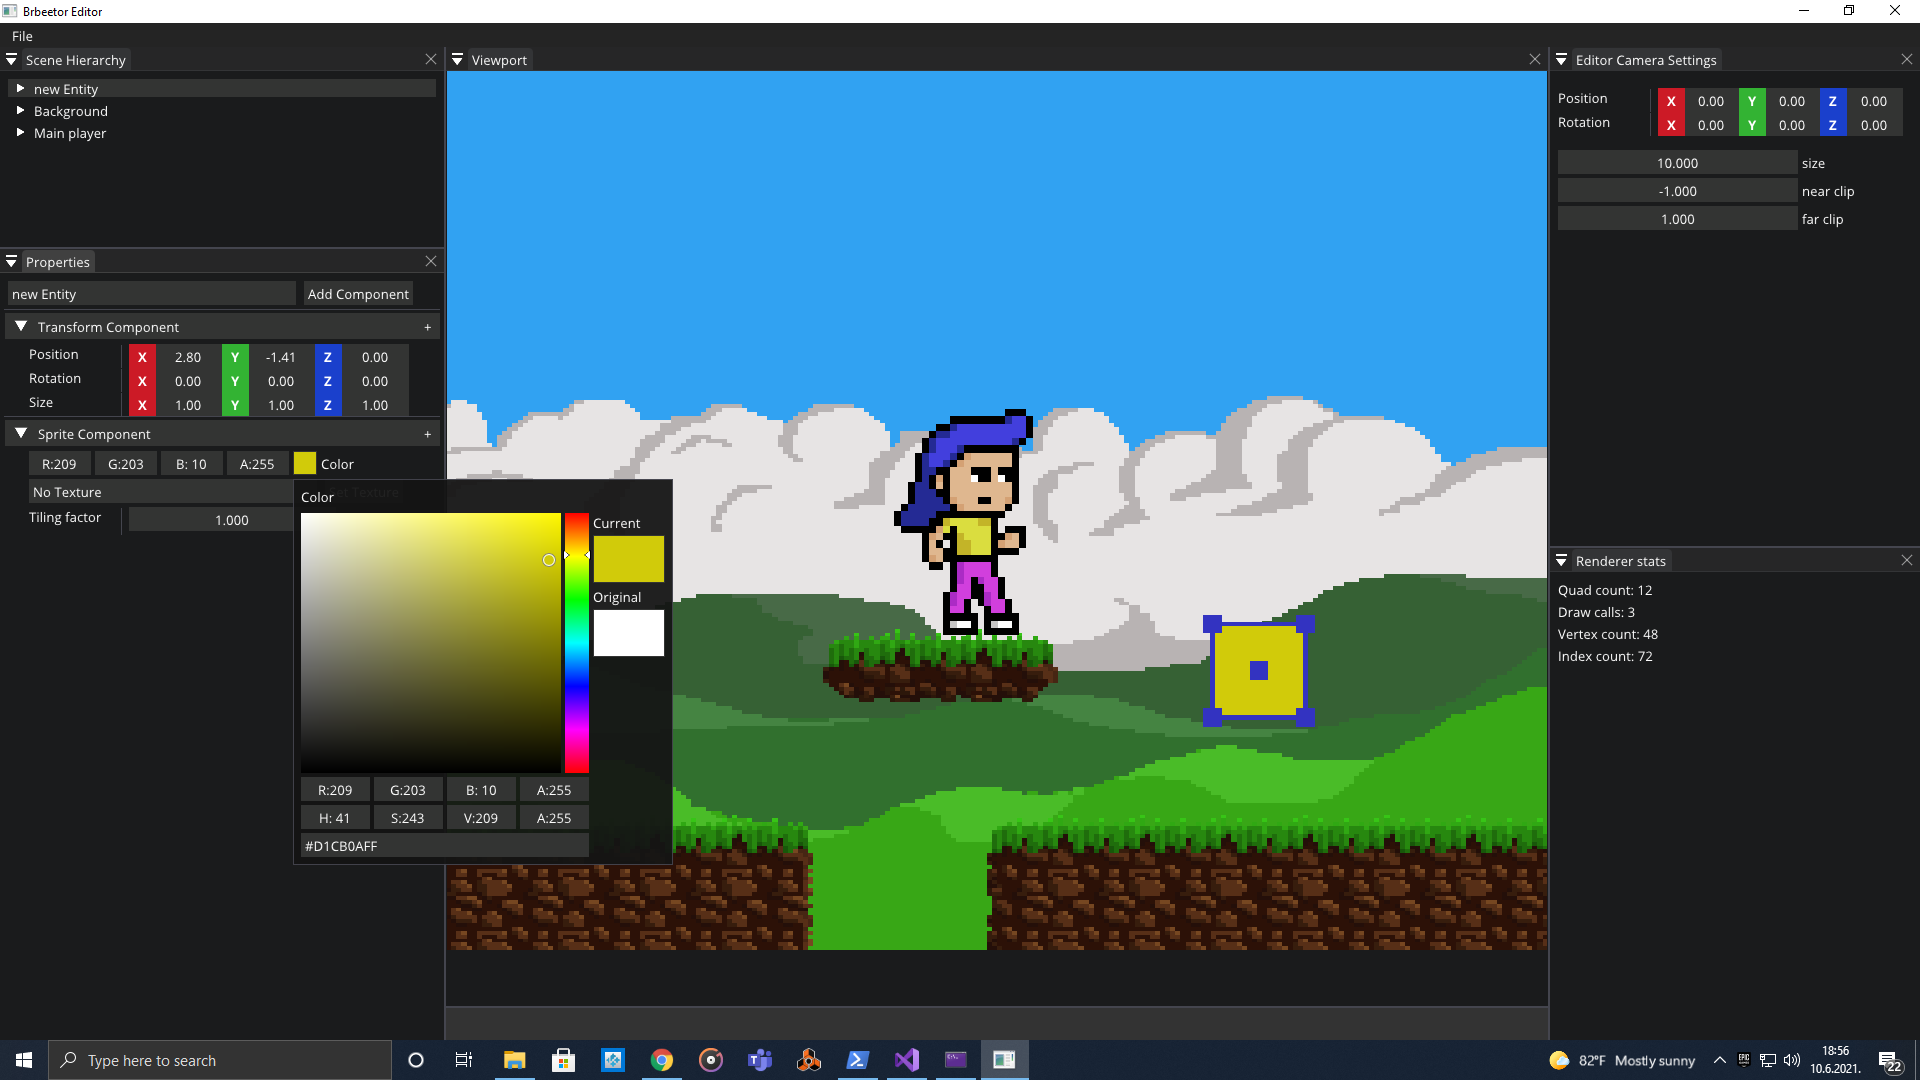 Brbeetor Editor
File
Scene Hierarchy
new Entity
Background
Main player
Properties
new Entity
Add Component
Transform Component +
Position X 2.80 Y -1.41 Z 0.00
Rotation X 0.00 Y 0.00 Z 0.00
Size X 1.00 Y 1.00 Z 1.00
Sprite Component +
R:209 G:203 B: 10 A:255 Color
No Texture
Set Texture
Tiling factor 1.000
Color
Current
Original
R:209 G:203 B: 10 A:255
H: 41 S:243 V:209 A:255
#D1CB0AFF
Viewport
Editor Camera Settings
Position X 0.00 Y 0.00 Z 0.00
Rotation X 0.00 Y 0.00 Z 0.00
10.000 size
-1.000 near clip
1.000 far clip
Renderer stats
Quad count: 12
Draw calls: 3
Vertex count: 48
Index count: 72
Type here to search
82°F Mostly sunny
EPIC
18:56
10.6.2021.
22